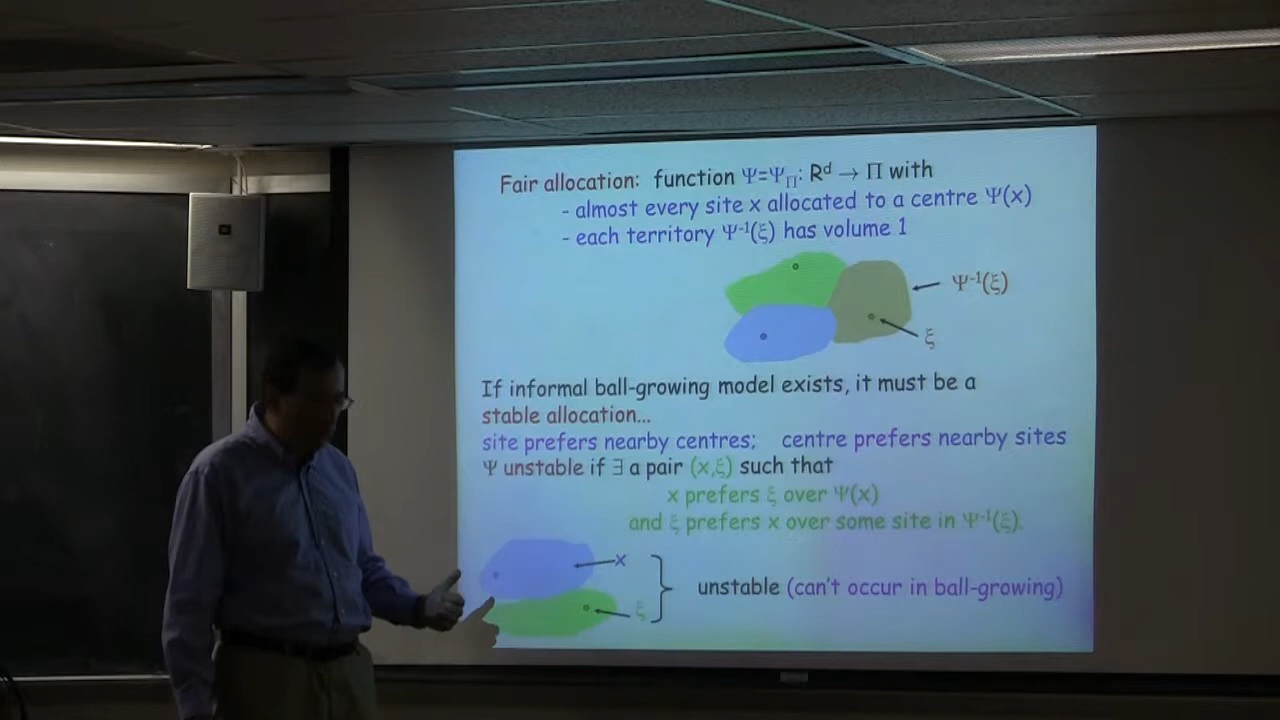 Fair allocation: function Ψ=Ψ_Π: Rᵈ → Π with
- almost every site x allocated to a centre Ψ(x)
- each territory Ψ⁻¹(ξ) has volume 1
Ψ⁻¹(ξ)
ξ
If informal ball-growing model exists, it must be a
stable allocation...
site prefers nearby centres; centre prefers nearby sites
Ψ unstable if ∃ a pair (x,ξ) such that
x prefers ξ over Ψ(x)
and ξ prefers x over some site in Ψ⁻¹(ξ).
x
ξ
unstable (can't occur in ball-growing)